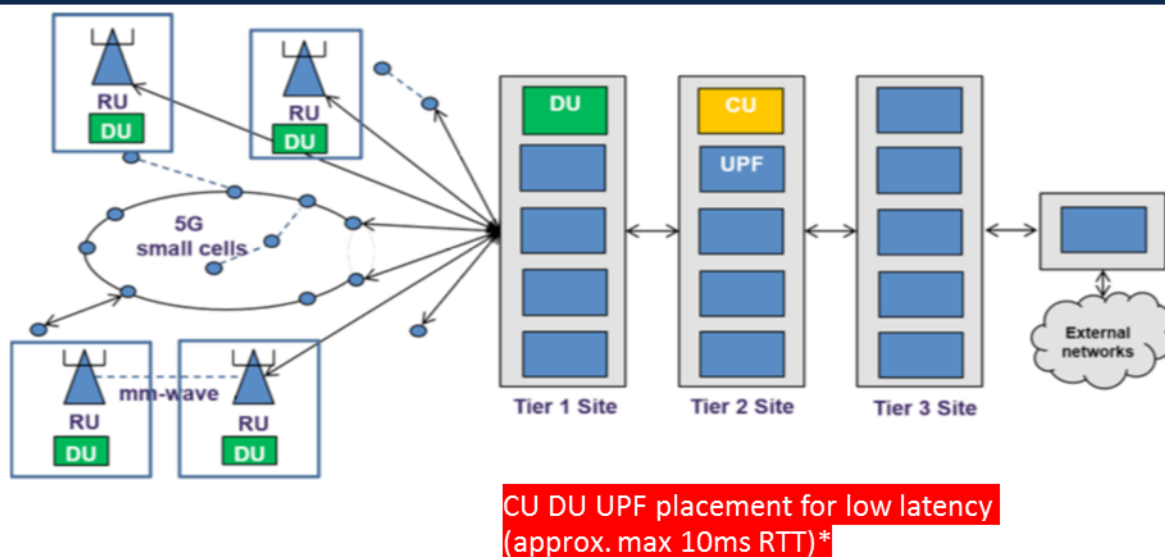 RU
DU
RU
DU
5G
small cells
mm-wave
RU
DU
RU
DU
DU
CU
UPF
Tier 1 Site
Tier 2 Site
Tier 3 Site
External
networks
CU DU UPF placement for low latency
(approx. max 10ms RTT)*